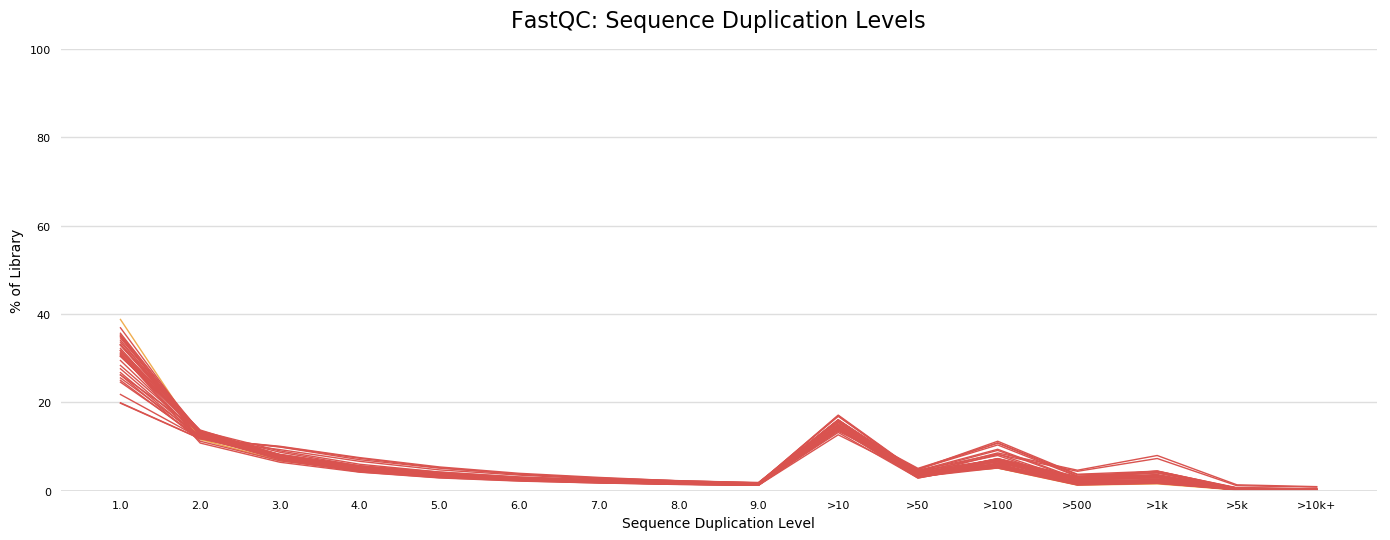 FastQC: Sequence Duplication Levels
100
80
60
40
20
0
% of Library
1.0 2.0 3.0 4.0 5.0 6.0 7.0 8.0 9.0 >10 >50 >100 >500 >1k >5k >10k+
Sequence Duplication Level